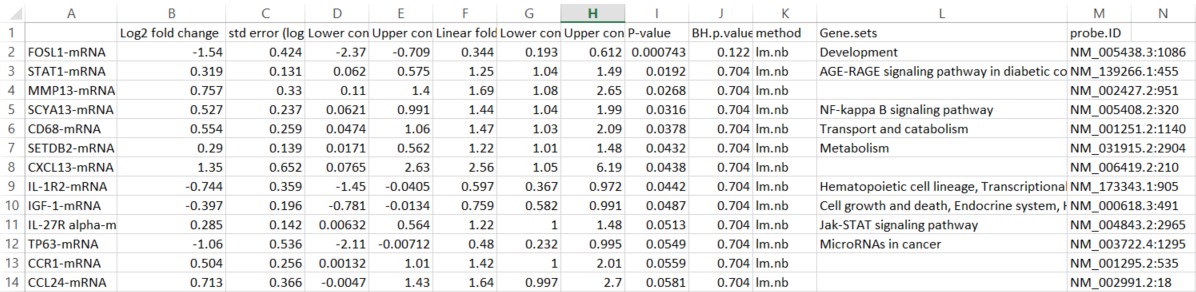 A B C D E F G H I J K L M N
1 Log2 fold change std error (log Lower con Upper con Linear fold Lower con Upper con P-value BH.p.value method Gene.sets probe.ID
2 FOSL1-mRNA -1.54 0.424 -2.37 -0.709 0.344 0.193 0.612 0.000743 0.122 lm.nb Development NM_005438.3:1086
3 STAT1-mRNA 0.319 0.131 0.062 0.575 1.25 1.04 1.49 0.0192 0.704 lm.nb AGE-RAGE signaling pathway in diabetic co NM_139266.1:455
4 MMP13-mRNA 0.757 0.33 0.11 1.4 1.69 1.08 2.65 0.0268 0.704 lm.nb NM_002427.2:951
5 SCYA13-mRNA 0.527 0.237 0.0621 0.991 1.44 1.04 1.99 0.0316 0.704 lm.nb NF-kappa B signaling pathway NM_005408.2:320
6 CD68-mRNA 0.554 0.259 0.0474 1.06 1.47 1.03 2.09 0.0378 0.704 lm.nb Transport and catabolism NM_001251.2:1140
7 SETDB2-mRNA 0.29 0.139 0.0171 0.562 1.22 1.01 1.48 0.0432 0.704 lm.nb Metabolism NM_031915.2:2904
8 CXCL13-mRNA 1.35 0.652 0.0765 2.63 2.56 1.05 6.19 0.0438 0.704 lm.nb NM_006419.2:210
9 IL-1R2-mRNA -0.744 0.359 -1.45 -0.0405 0.597 0.367 0.972 0.0442 0.704 lm.nb Hematopoietic cell lineage, Transcriptional NM_173343.1:905
10 IGF-1-mRNA -0.397 0.196 -0.781 -0.0134 0.759 0.582 0.991 0.0487 0.704 lm.nb Cell growth and death, Endocrine system, NM_000618.3:491
11 IL-27R alpha-m 0.285 0.142 0.00632 0.564 1.22 1 1.48 0.0513 0.704 lm.nb Jak-STAT signaling pathway NM_004843.2:2965
12 TP63-mRNA -1.06 0.536 -2.11 -0.00712 0.48 0.232 0.995 0.0549 0.704 lm.nb MicroRNAs in cancer NM_003722.4:1295
13 CCR1-mRNA 0.504 0.256 0.00132 1.01 1.42 1 2.01 0.0559 0.704 lm.nb NM_001295.2:535
14 CCL24-mRNA 0.713 0.366 -0.0047 1.43 1.64 0.997 2.7 0.0581 0.704 lm.nb NM_002991.2:18